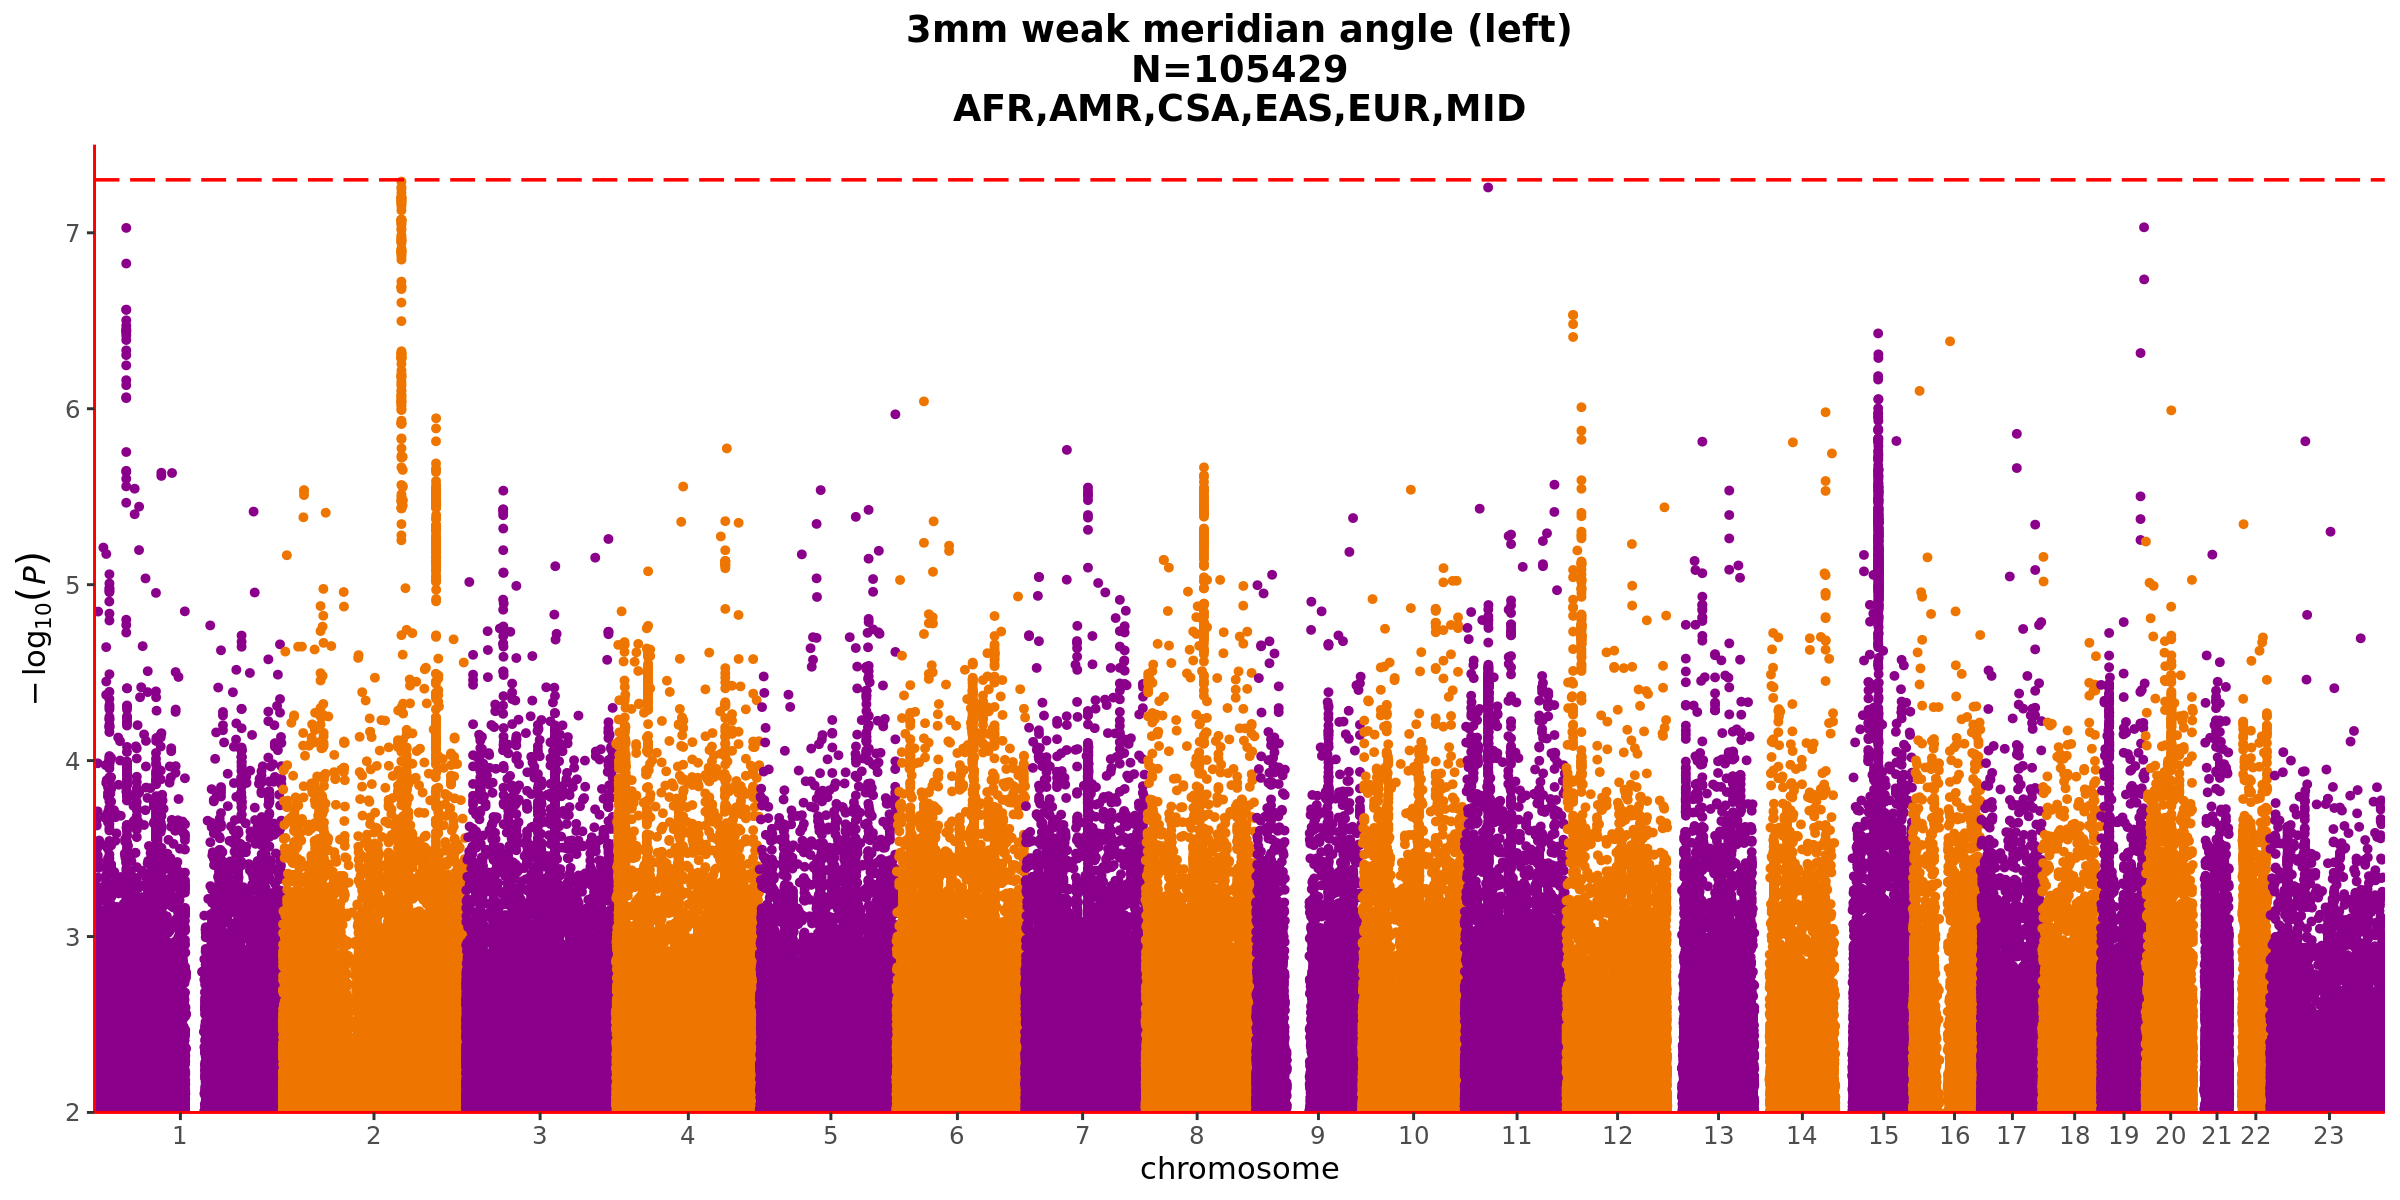 3mm weak meridian angle (left)
N=105429
AFR,AMR,CSA,EAS,EUR,MID
−log10(P)
7
6
5
4
3
2
1 2 3 4 5 6 7 8 9 10 11 12 13 14 15 16 17 18 19 20 21 22 23
chromosome